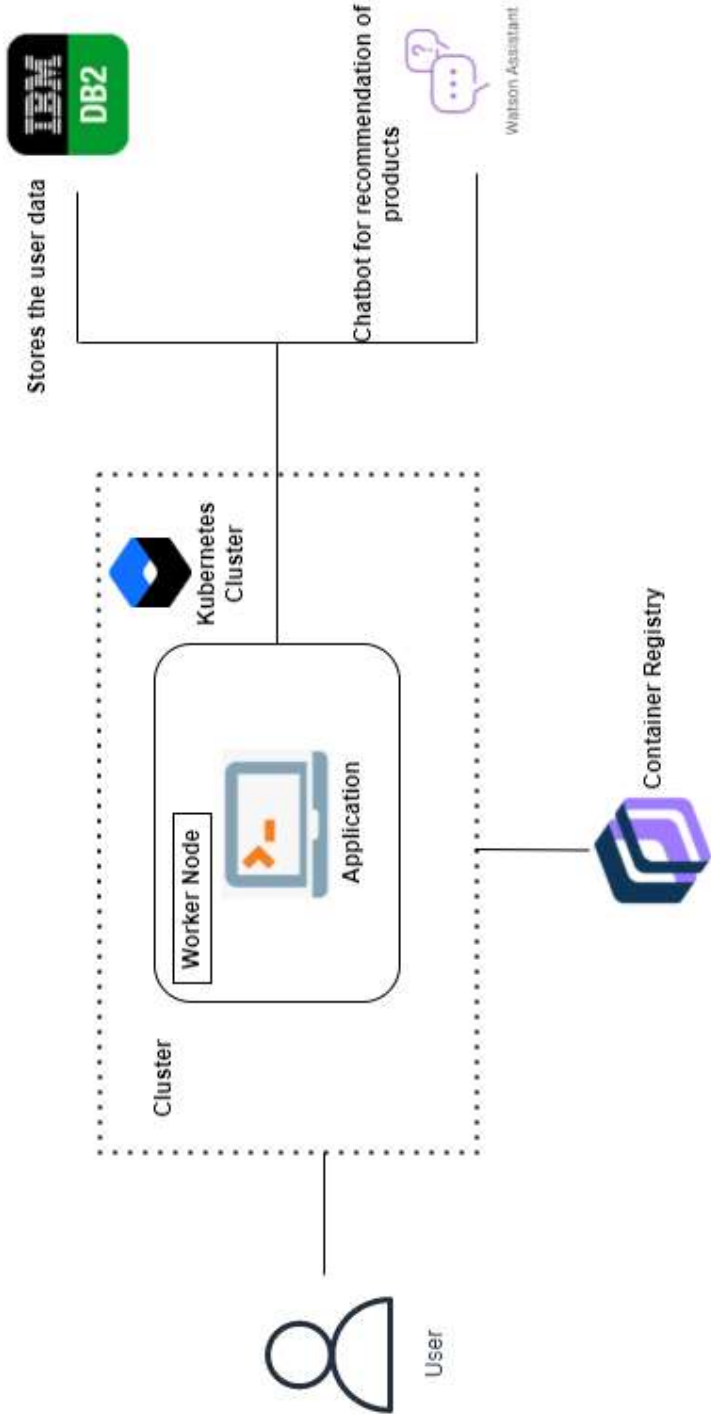 User
Cluster
Worker Node
Application
Kubernetes
Cluster
Container Registry
Stores the user data
IBM
DB2
Chatbot for recommendation of
products
Watson Assistant